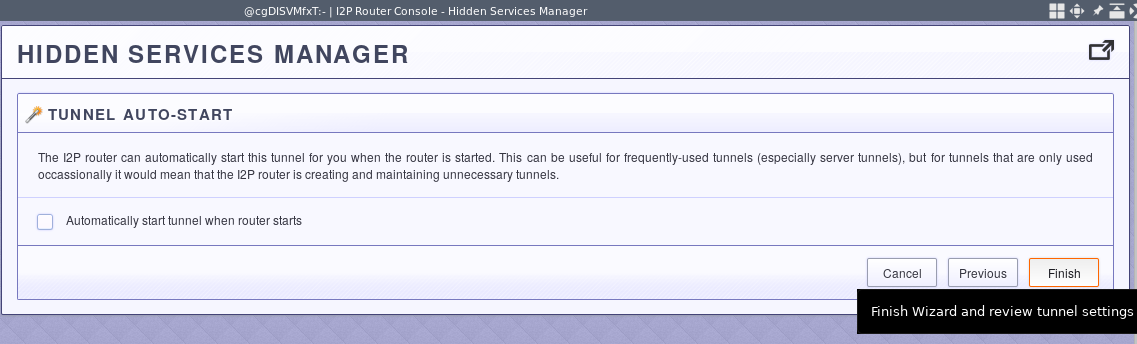 @cgDISVMfxT:- | I2P Router Console - Hidden Services Manager
HIDDEN SERVICES MANAGER
TUNNEL AUTO-START
The I2P router can automatically start this tunnel for you when the router is started. This can be useful for frequently-used tunnels (especially server tunnels), but for tunnels that are only used
occassionally it would mean that the I2P router is creating and maintaining unnecessary tunnels.
Automatically start tunnel when router starts
Cancel Previous Finish
Finish Wizard and review tunnel settings